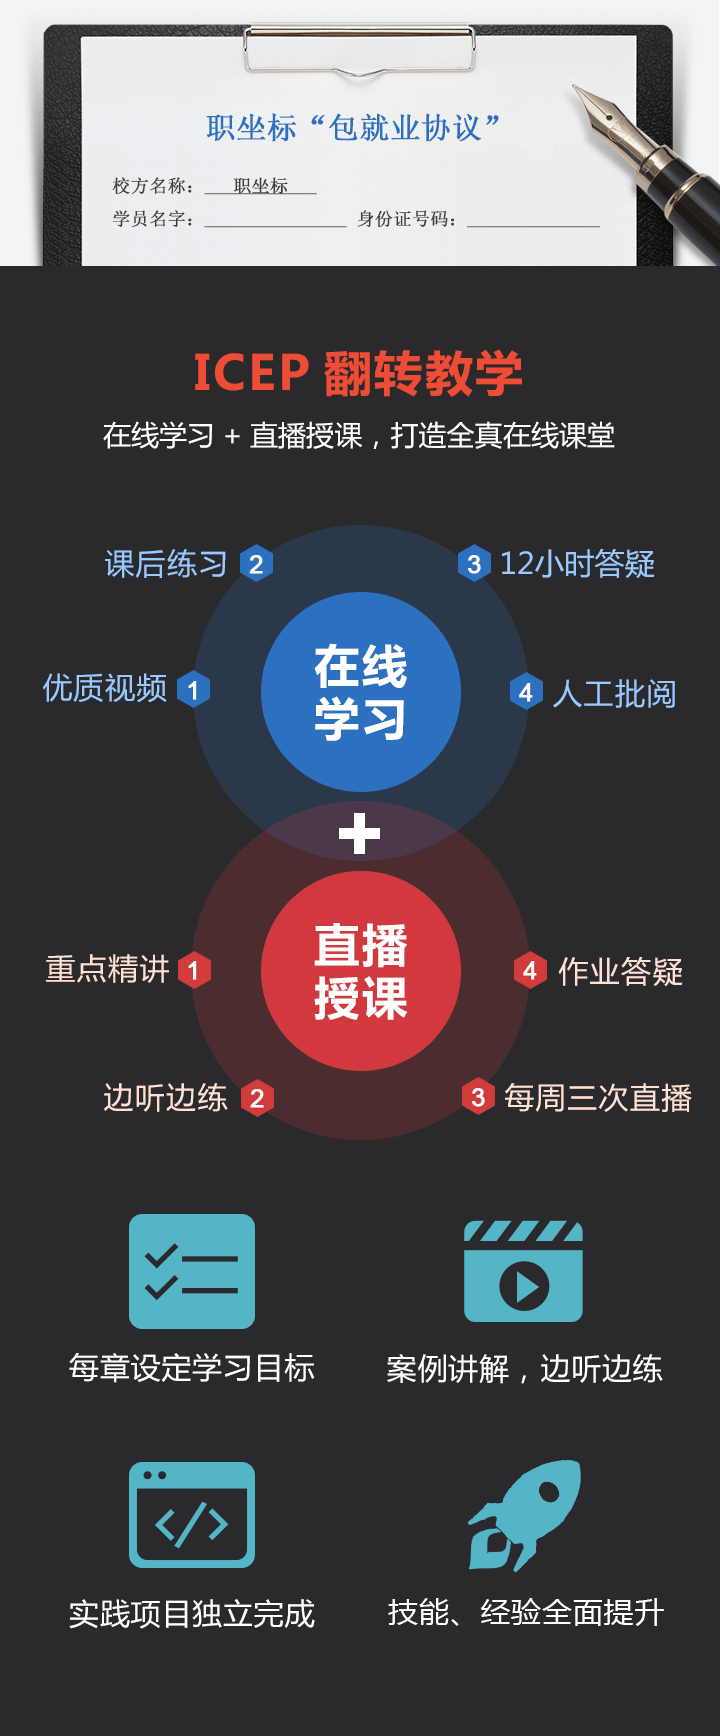 职坐标“包就业协议”
校方名称：职坐标
学员名字： 身份证号码：
ICEP 翻转教学
在线学习 + 直播授课，打造全真在线课堂
课后练习 2
3 12小时答疑
优质视频 1
在线
学习
4 人工批阅
+
重点精讲 1
直播
授课
4 作业答疑
边听边练 2
3 每周三次直播
每章设定学习目标
案例讲解，边听边练
</>
实践项目独立完成
技能、经验全面提升